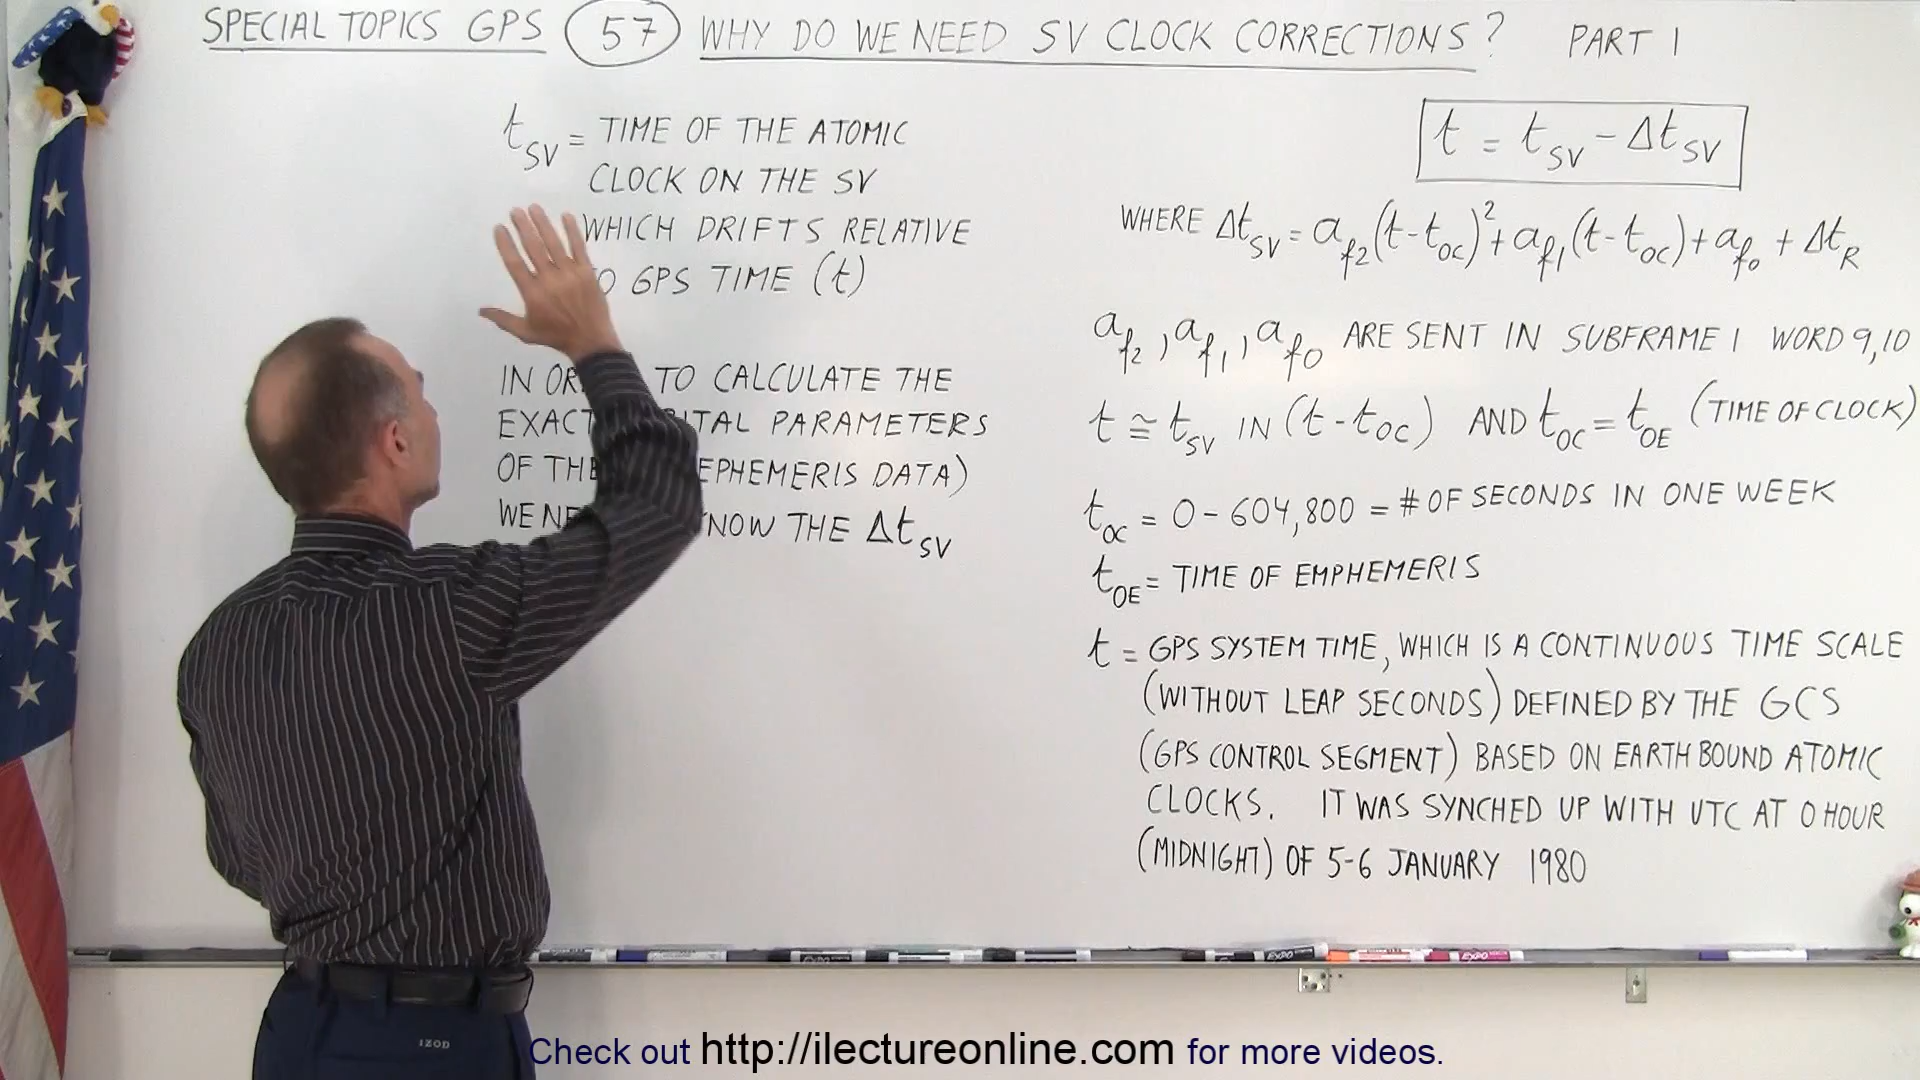 SPECIAL TOPICS GPS 57 WHY DO WE NEED SV CLOCK CORRECTIONS? PART 1
t_SV = TIME OF THE ATOMIC
CLOCK ON THE SV
WHICH DRIFTS RELATIVE
GPS TIME (t)
IN TO CALCULATE THE
EXACT PARAMETERS
OF THE EPHEMERIS DATA)
WE THE Δt_SV
t = t_SV - Δt_SV
WHERE Δt_SV = a_f2(t-t_OC)² + a_f1(t-t_OC) + a_f0 + Δt_R
a_f2, a_f1, a_f0 ARE SENT IN SUBFRAME 1 WORD 9,10
t ≅ t_SV IN (t-t_OC) AND t_OC = t_OE (TIME OF CLOCK)
t_OC = 0-604,800 = # OF SECONDS IN ONE WEEK
t_OE = TIME OF EMPHEMERIS
t = GPS SYSTEM TIME, WHICH IS A CONTINUOUS TIME SCALE
(WITHOUT LEAP SECONDS) DEFINED BY THE GCS
(GPS CONTROL SEGMENT) BASED ON EARTH BOUND ATOMIC
CLOCKS. IT WAS SYNCHED UP WITH UTC AT 0 HOUR
(MIDNIGHT) OF 5-6 JANUARY 1980
EXPO
EXPO
EXPO
IZOD
Check out http://ilectureonline.com for more videos.